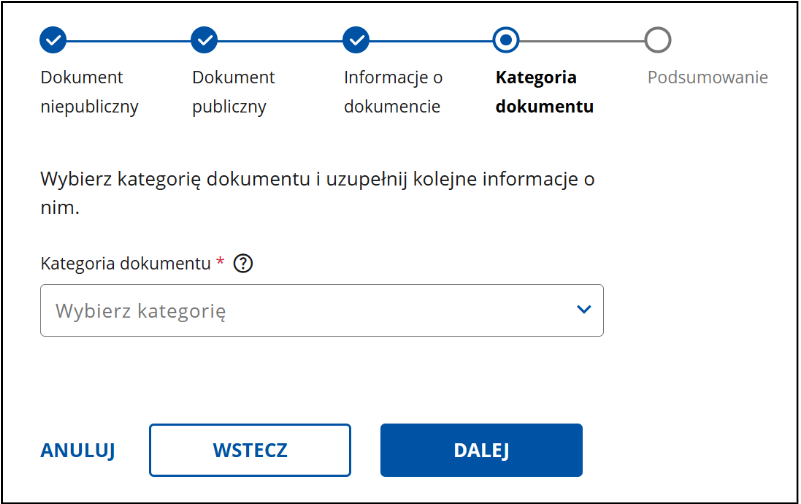 Dokument niepubliczny
Dokument publiczny
Informacje o dokumencie
Kategoria dokumentu
Podsumowanie
Wybierz kategorię dokumentu i uzupełnij kolejne informacje o
nim.
Kategoria dokumentu * ?
Wybierz kategorię
ANULUJ
WSTECZ
DALEJ